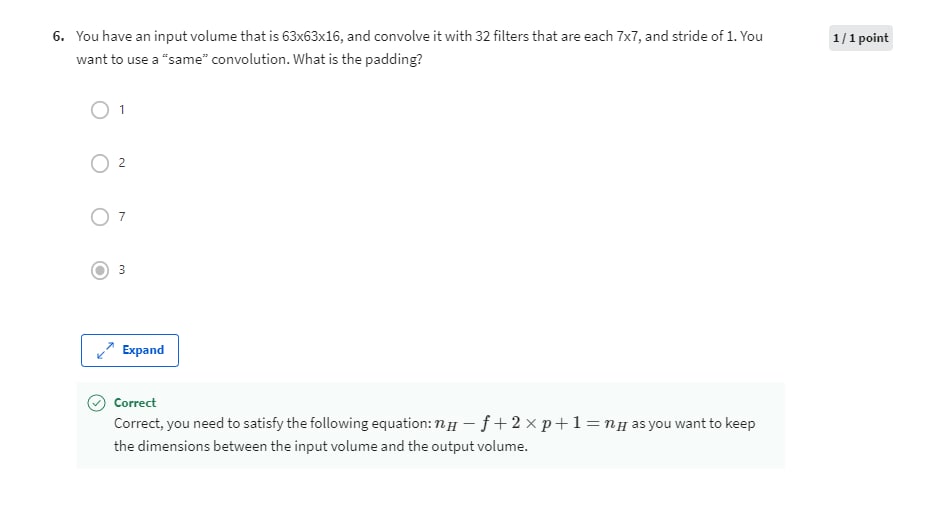 6. You have an input volume that is 63x63x16, and convolve it with 32 filters that are each 7x7, and stride of 1. You
1 / 1 point
want to use a “same” convolution. What is the padding?
1
2
7
3
Expand
Correct
Correct, you need to satisfy the following equation: n_H − f + 2 × p + 1 = n_H as you want to keep
the dimensions between the input volume and the output volume.